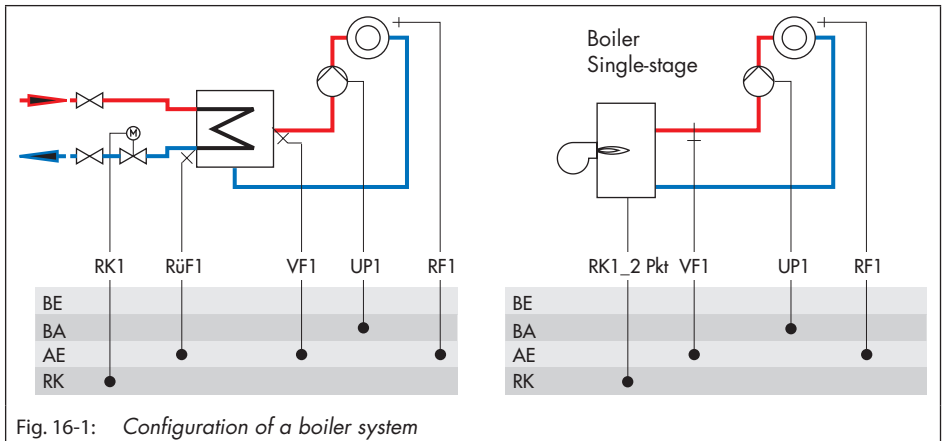 Boiler
Single-stage
M
RK1 RüF1 VF1 UP1 RF1
BE
BA
AE
RK
RK1_2 Pkt VF1 UP1 RF1
BE
BA
AE
RK
Fig. 16-1: Configuration of a boiler system